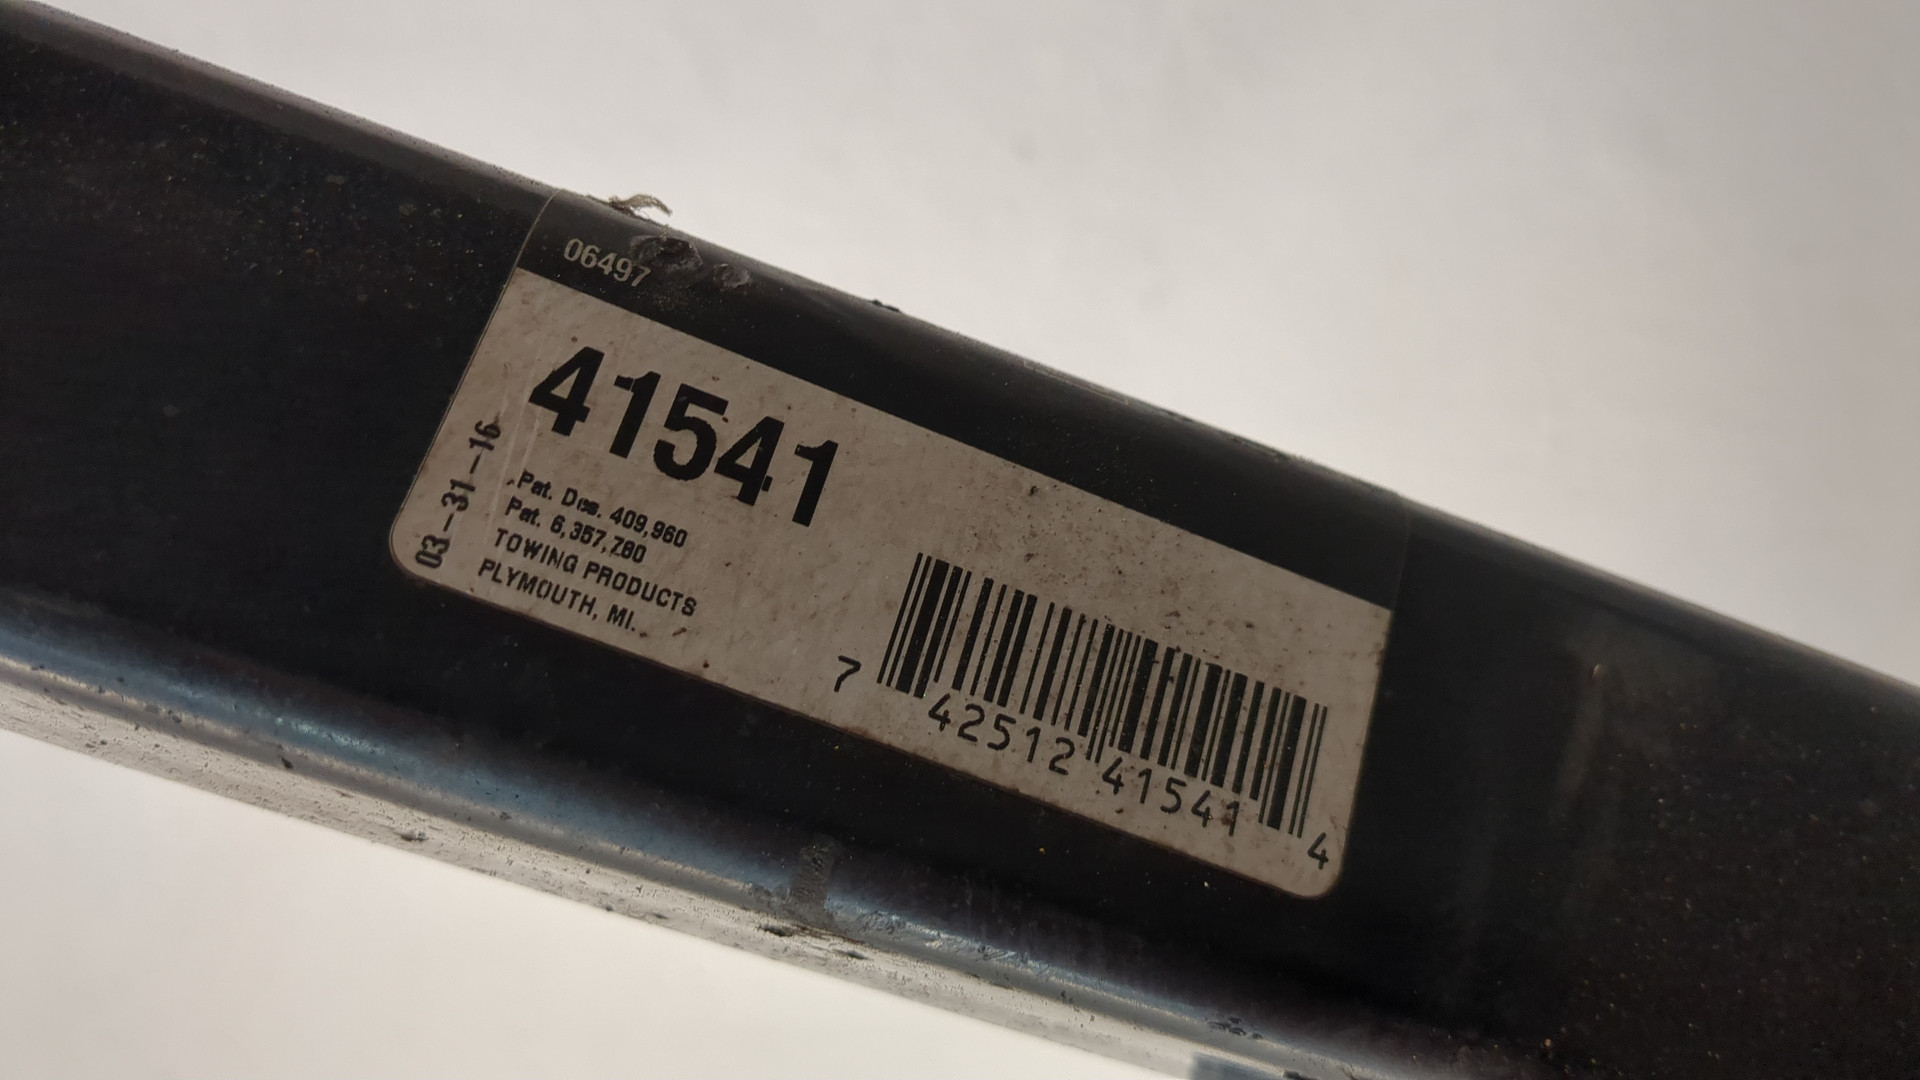 06497
41541
03-31-16
Pat. Des. 409,960
Pat. 6,357,780
TOWING PRODUCTS
PLYMOUTH, MI.
7 42512 41541 4